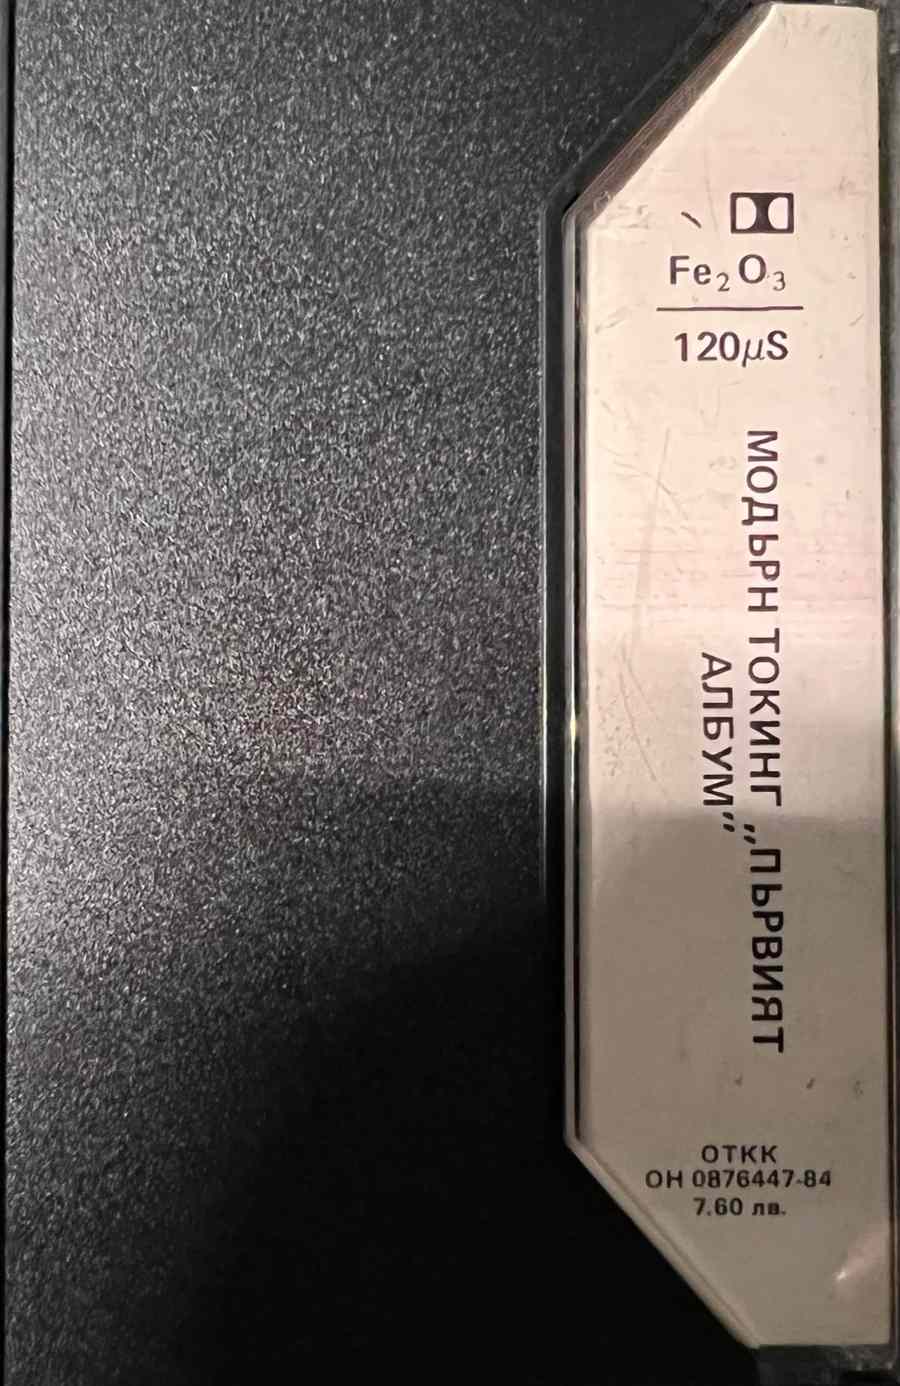 Fe₂O₃
120µS
МОДЪРН ТОКИНГ „ПЪРВИЯТ
АЛБУМ”
ОТКК
ОН 0876447-84
7.60 лв.